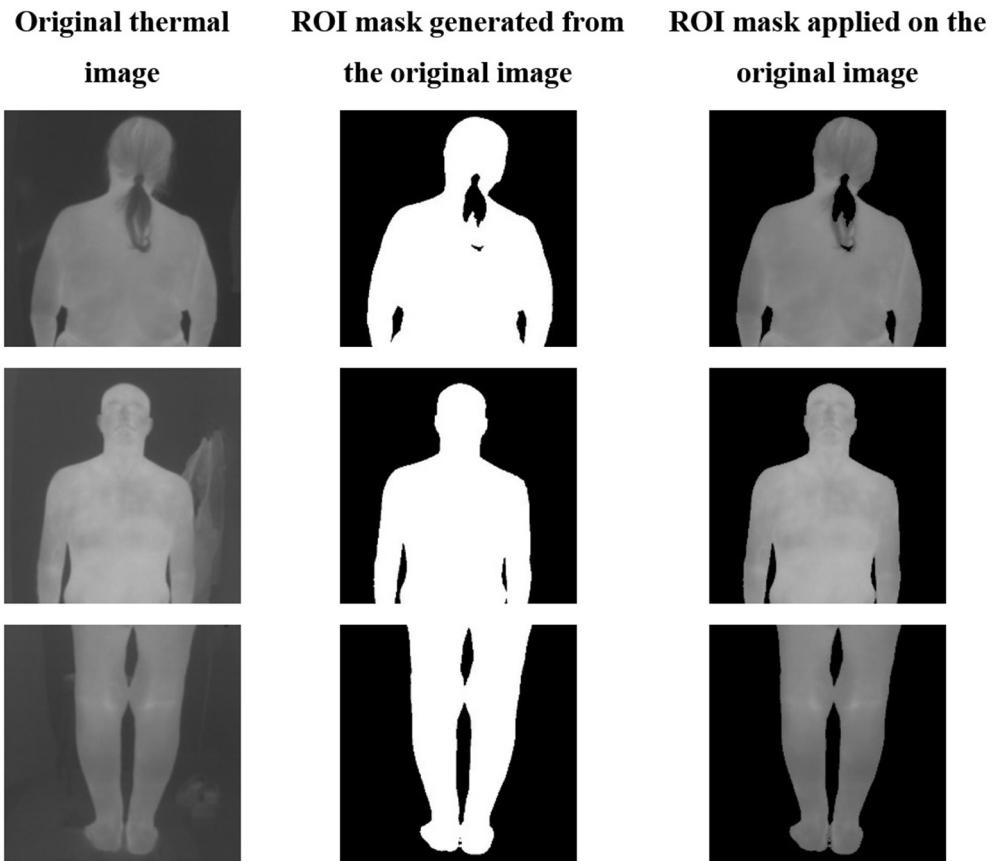 Original thermal
image
ROI mask generated from
the original image
ROI mask applied on the
original image